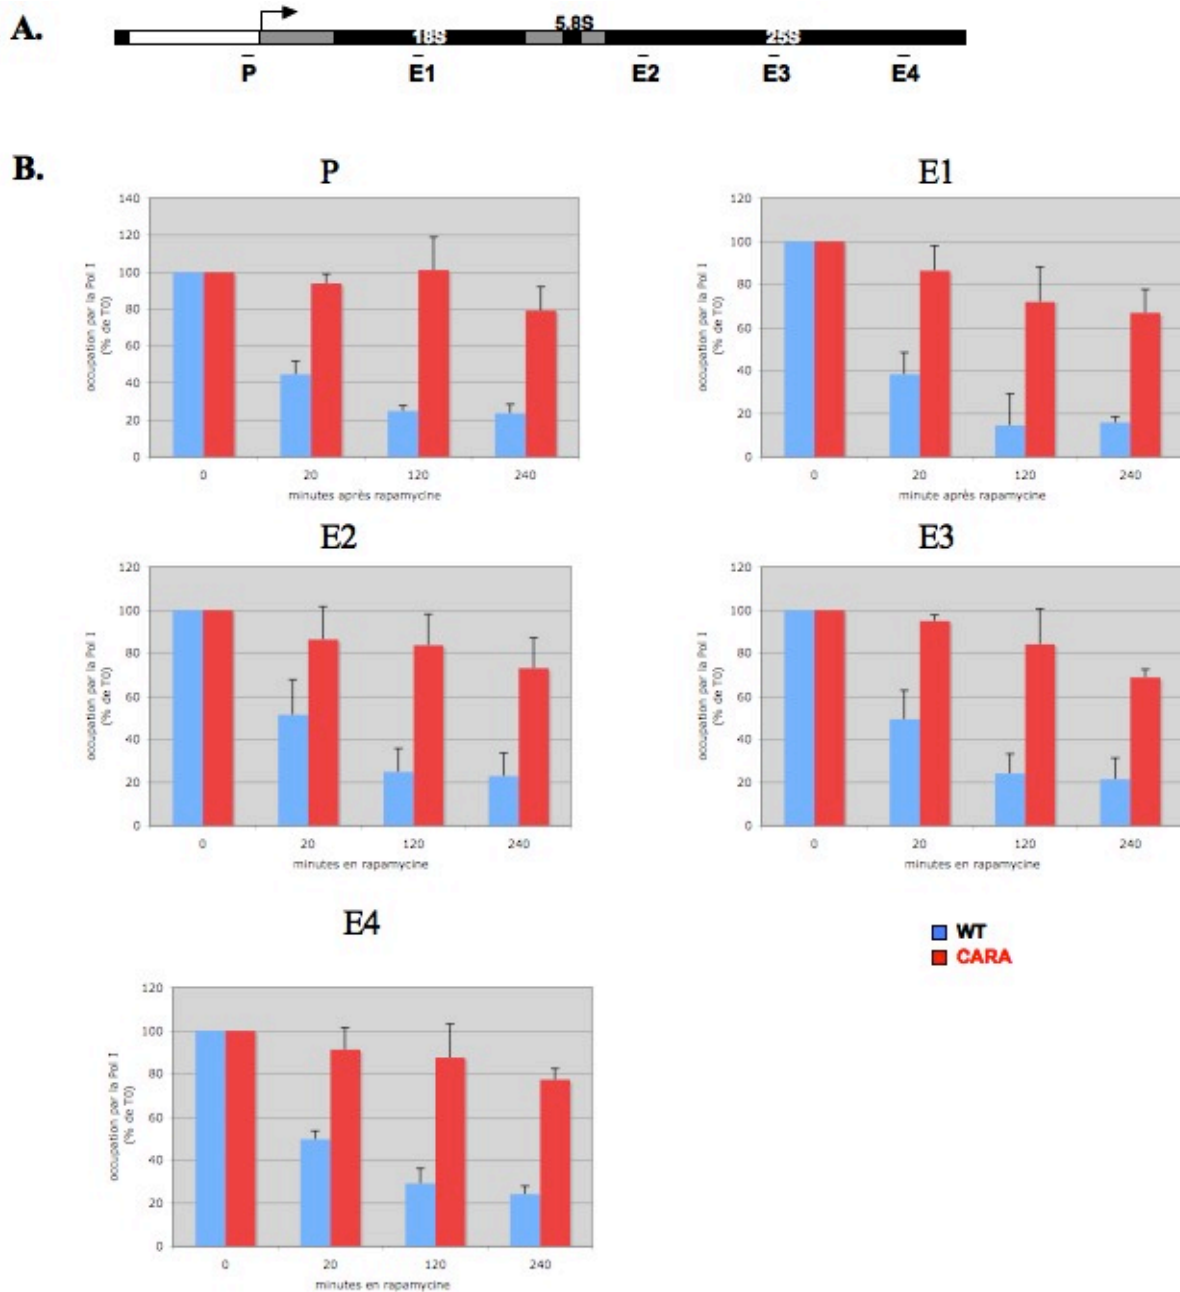 A.
5.8S
18S
25S
P
E1
E2
E3
E4
B.
P
140
120
100
80
60
40
20
0
occupation par la Pol I
(% de T0)
0
20
120
240
minutes après rapamycine
E1
120
100
80
60
40
20
0
occupation par la Pol I
(% de T0)
0
20
120
240
minute après rapamycine
E2
120
100
80
60
40
20
0
occupation par la Pol I
(% de T0)
0
20
120
240
minutes en rapamycine
E3
120
100
80
60
40
20
0
occupation par la Pol I
(% de T0)
0
20
120
240
minutes en rapamycine
E4
120
100
80
60
40
20
0
occupation par la Pol I
(% de T0)
0
20
120
240
minutes en rapamycine
WT
CARA